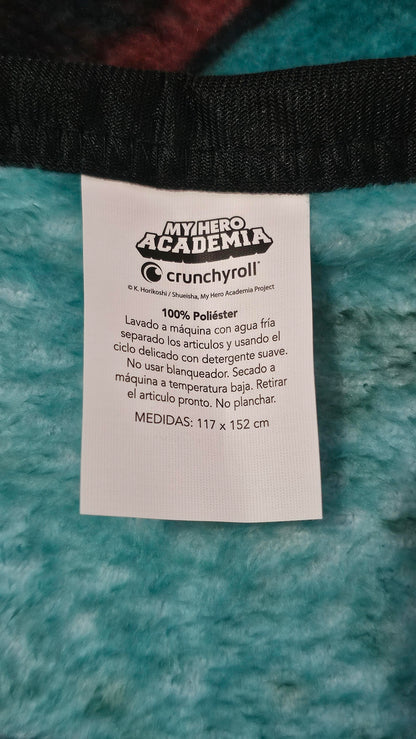 MY HERO
ACADEMIA
crunchyroll
© K. Horikoshi / Shueisha, My Hero Academia Project
100% Poliéster
Lavado a máquina con agua fría
separado los articulos y usando el
ciclo delicado con detergente suave.
No usar blanqueador. Secado a
máquina a temperatura baja. Retirar
el articulo pronto. No planchar.
MEDIDAS: 117 x 152 cm